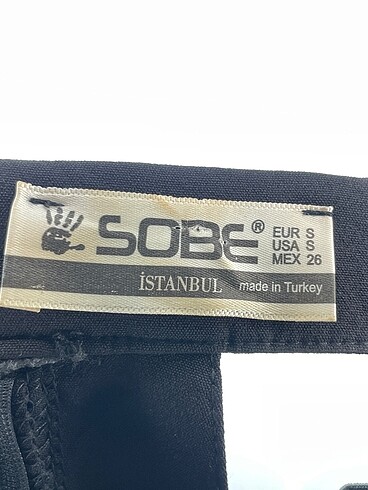 SOBE®
EUR S
USA S
MEX 26
İSTANBUL made in Turkey